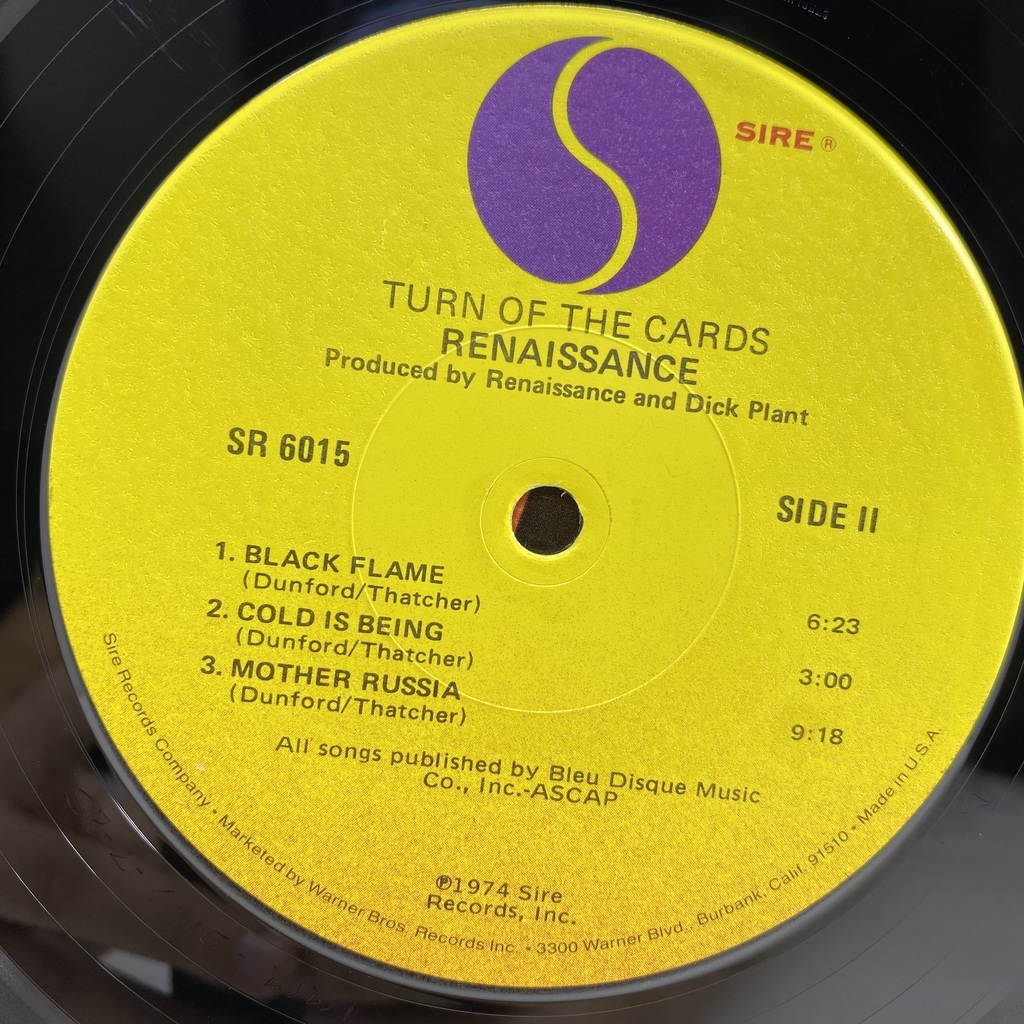 SIRE ®
TURN OF THE CARDS
RENAISSANCE
Produced by Renaissance and Dick Plant
SR 6015
SIDE II
1. BLACK FLAME
(Dunford/Thatcher)
6:23
2. COLD IS BEING
(Dunford/Thatcher)
3:00
3. MOTHER RUSSIA
(Dunford/Thatcher)
9:18
All songs published by Bleu Disque Music
Co., Inc.-ASCAP
℗1974 Sire
Records, Inc.
Sire Records Company • Marketed by Warner Bros. Records Inc. • 3300 Warner Blvd., Burbank, Calif. 91510 • Made in U.S.A.